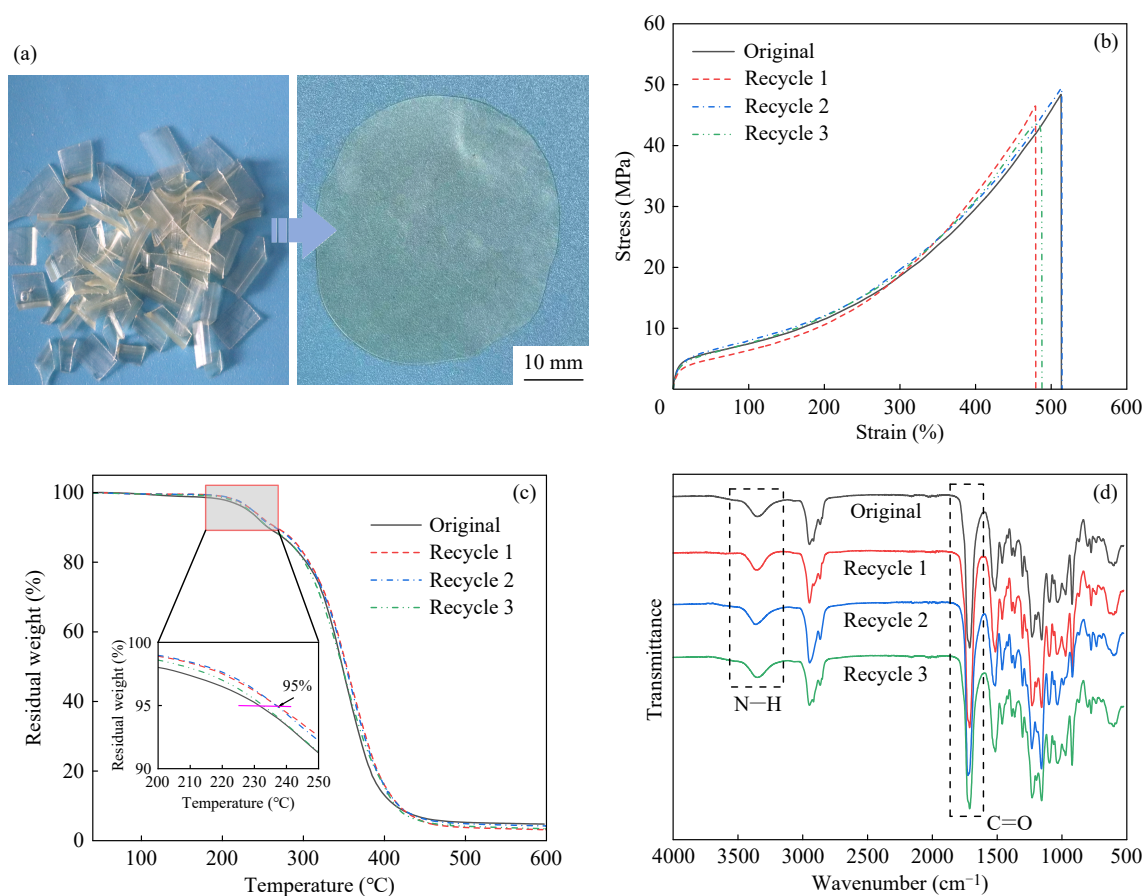 (a)
10 mm
(b)
60
50
40
30
20
10
0
100
200
300
400
500
600
Stress (MPa)
Strain (%)
Original
Recycle 1
Recycle 2
Recycle 3
(c)
100
80
60
40
20
0
100
200
300
400
500
600
Residual weight (%)
Temperature (℃)
Original
Recycle 1
Recycle 2
Recycle 3
100
95
90
200
210
220
230
240
250
Residual weight (%)
Temperature (℃)
95%
(d)
Original
Recycle 1
Recycle 2
Recycle 3
N—H
C=O
Transmittance
4000
3500
3000
2500
2000
1500
1000
500
Wavenumber (cm⁻¹)